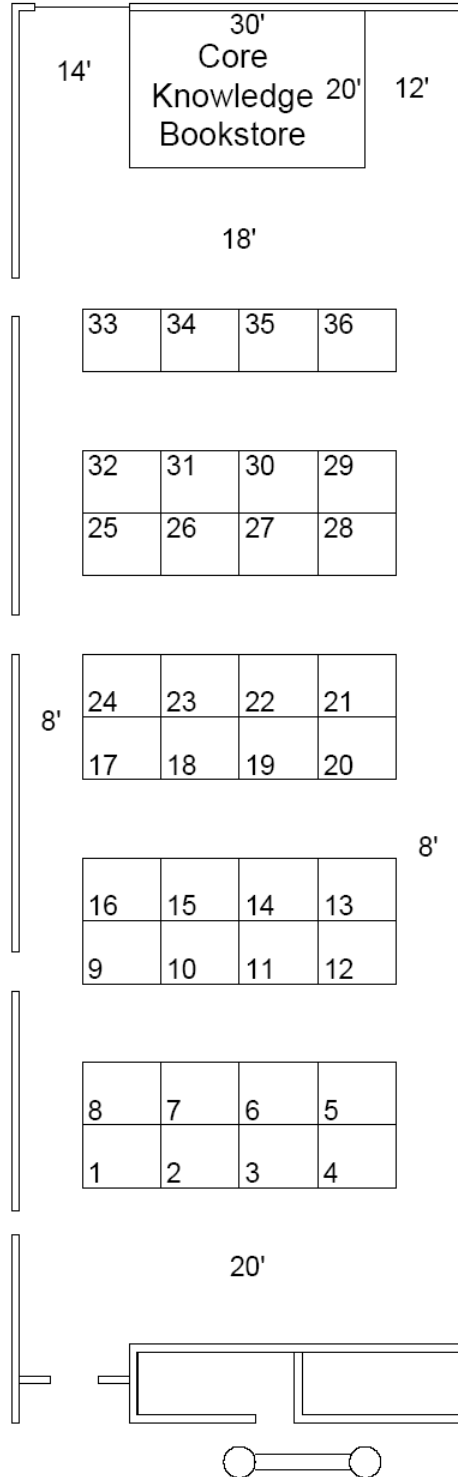 30'
14' Core 12'
Knowledge 20'
Bookstore
18'
33 34 35 36
32 31 30 29
25 26 27 28
24 23 22 21
8'
17 18 19 20
8'
16 15 14 13
9 10 11 12
8 7 6 5
1 2 3 4
20'